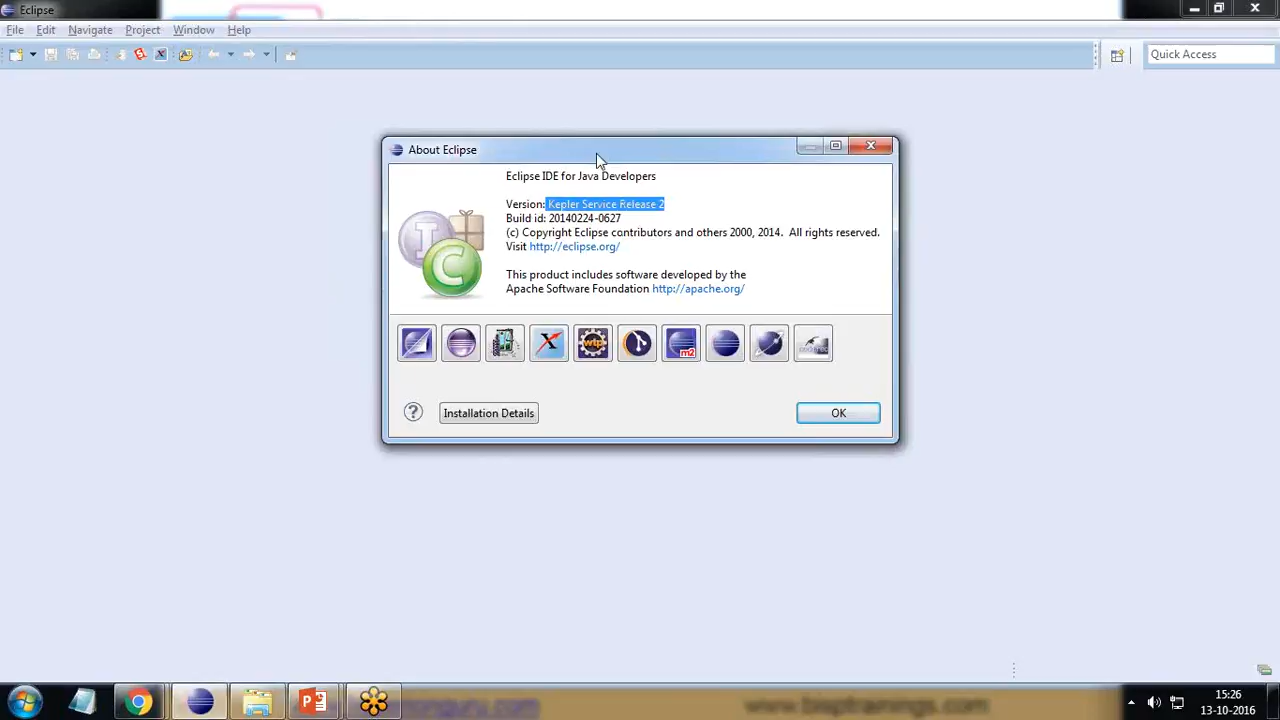 Eclipse
File Edit Navigate Project Window Help
Quick Access
About Eclipse
Eclipse IDE for Java Developers
Version: Kepler Service Release 2
Build id: 20140224-0627
(c) Copyright Eclipse contributors and others 2000, 2014.  All rights reserved.
Visit http://eclipse.org/
This product includes software developed by the
Apache Software Foundation http://apache.org/
wtp
m2
Installation Details
OK
15:26
13-10-2016